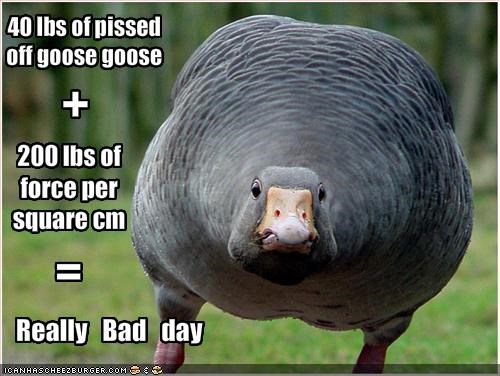 40 lbs of pissed
off goose goose
+
200 lbs of
force per
square cm
=
Really Bad day
ICANHASCHEEZBURGER.COM